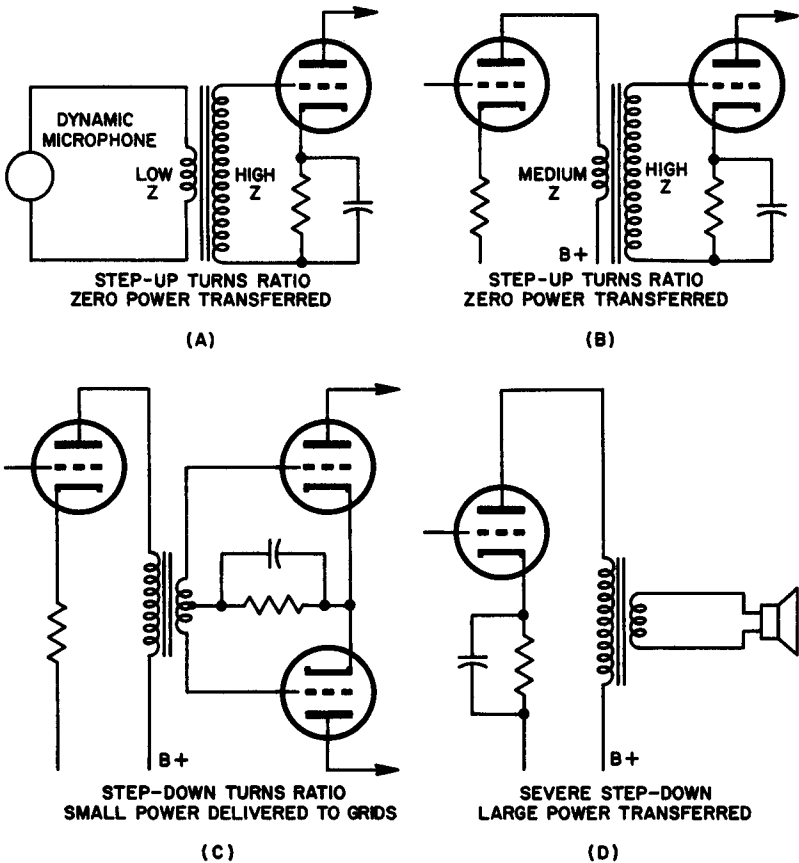 DYNAMIC
MICROPHONE
LOW
Z
HIGH
Z
STEP-UP TURNS RATIO
ZERO POWER TRANSFERRED
(A)
MEDIUM
Z
HIGH
Z
B+
STEP-UP TURNS RATIO
ZERO POWER TRANSFERRED
(B)
B+
STEP-DOWN TURNS RATIO
SMALL POWER DELIVERED TO GRIDS
(C)
B+
SEVERE STEP-DOWN
LARGE POWER TRANSFERRED
(D)